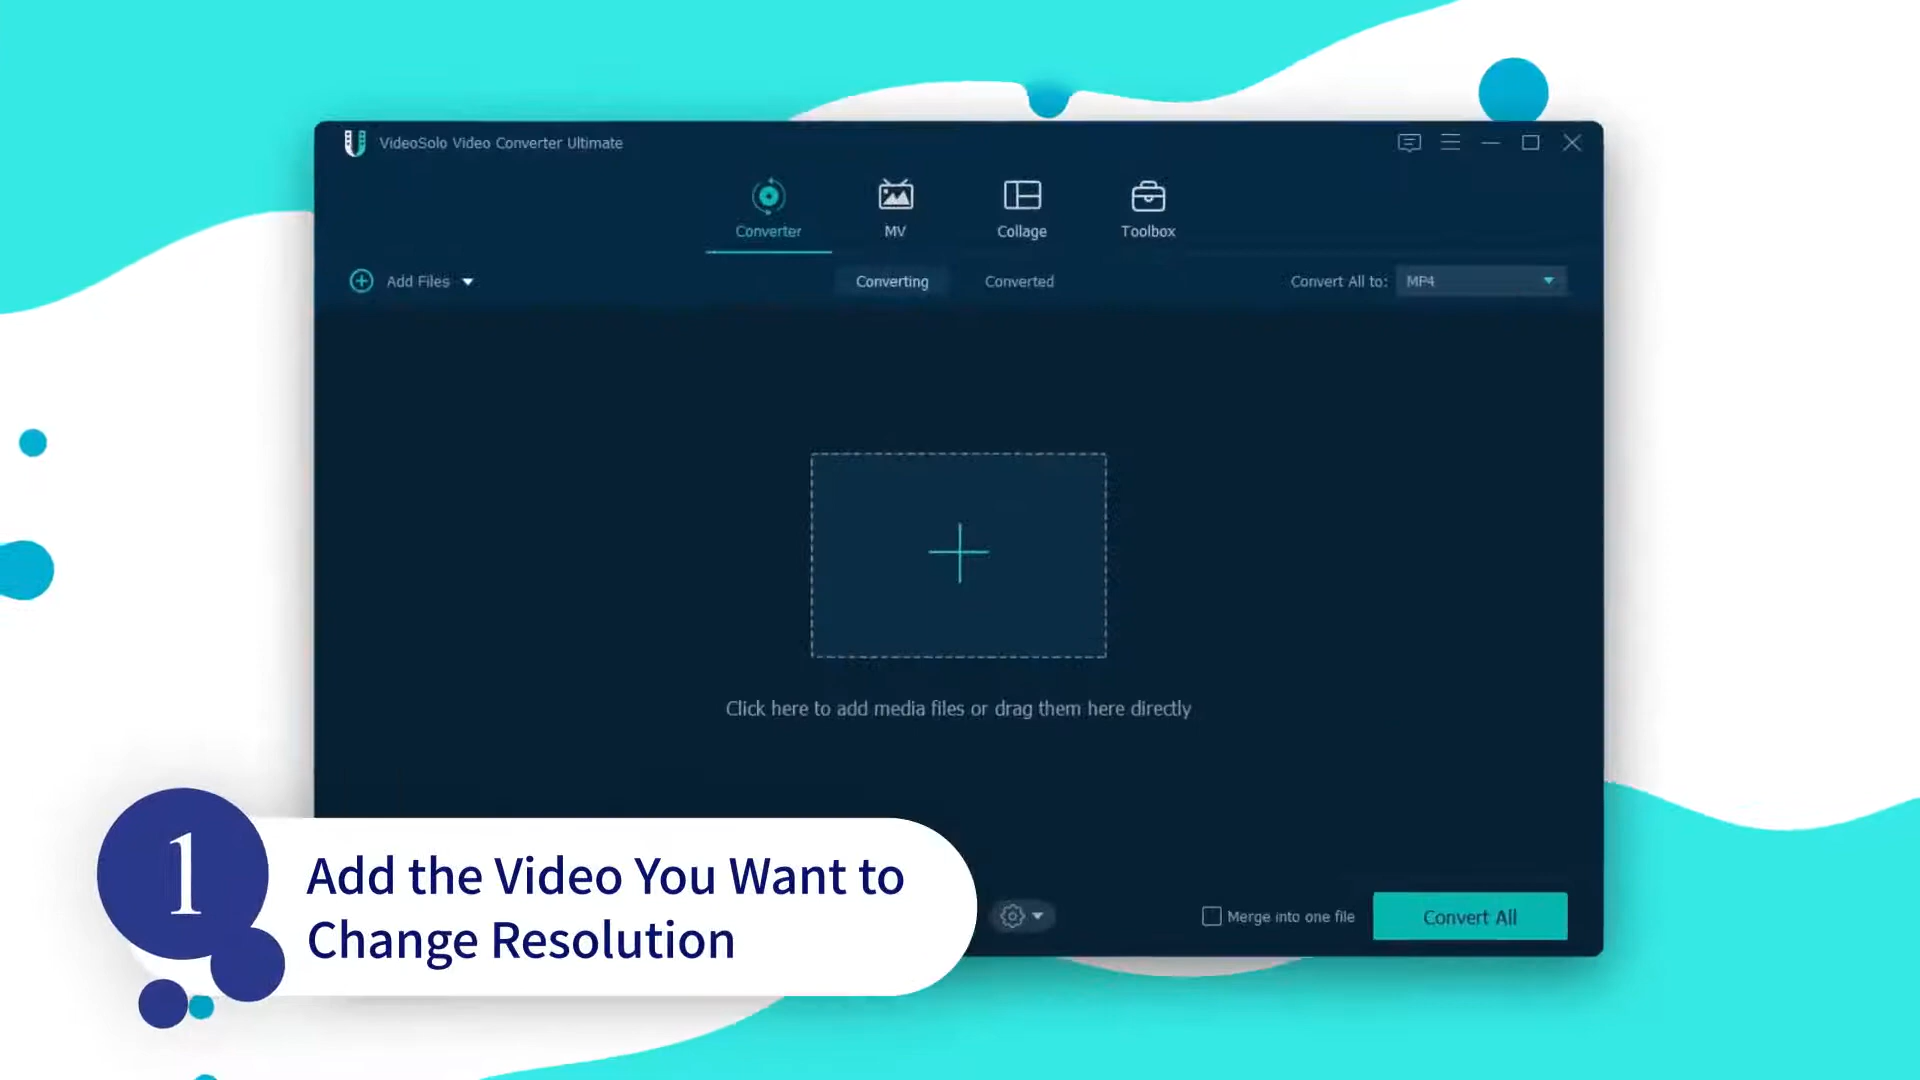 VideoSolo Video Converter Ultimate
Converter
MV
Collage
Toolbox
Add Files
Converting
Converted
Convert All to:
MP4
Click here to add media files or drag them here directly
1
Add the Video You Want to
Change Resolution
Merge into one file
Convert All